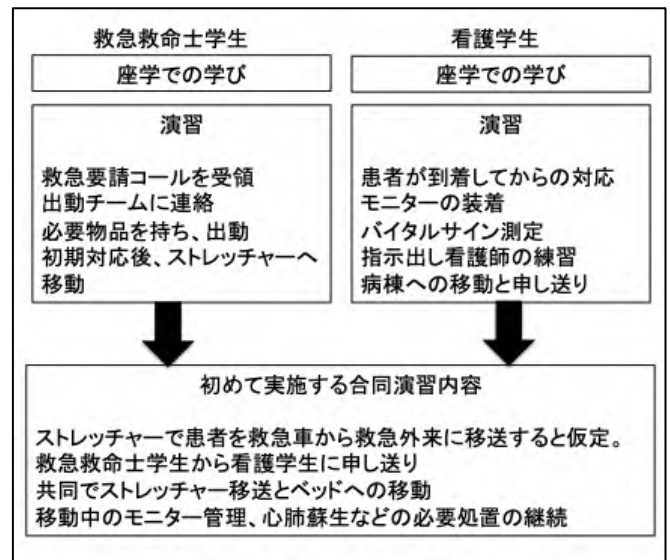 救急救命士学生
座学での学び
演習
救急要請コールを受領
出動チームに連絡
必要物品を持ち、出動
初期対応後、ストレッチャーへ
移動
看護学生
座学での学び
演習
患者が到着してからの対応
モニターの装着
バイタルサイン測定
指示出し看護師の練習
病棟への移動と申し送り
初めて実施する合同演習内容
ストレッチャーで患者を救急車から救急外来に移送すると仮定。
救急救命士学生から看護学生に申し送り
共同でストレッチャー移送とベッドへの移動
移動中のモニター管理、心肺蘇生などの必要処置の継続